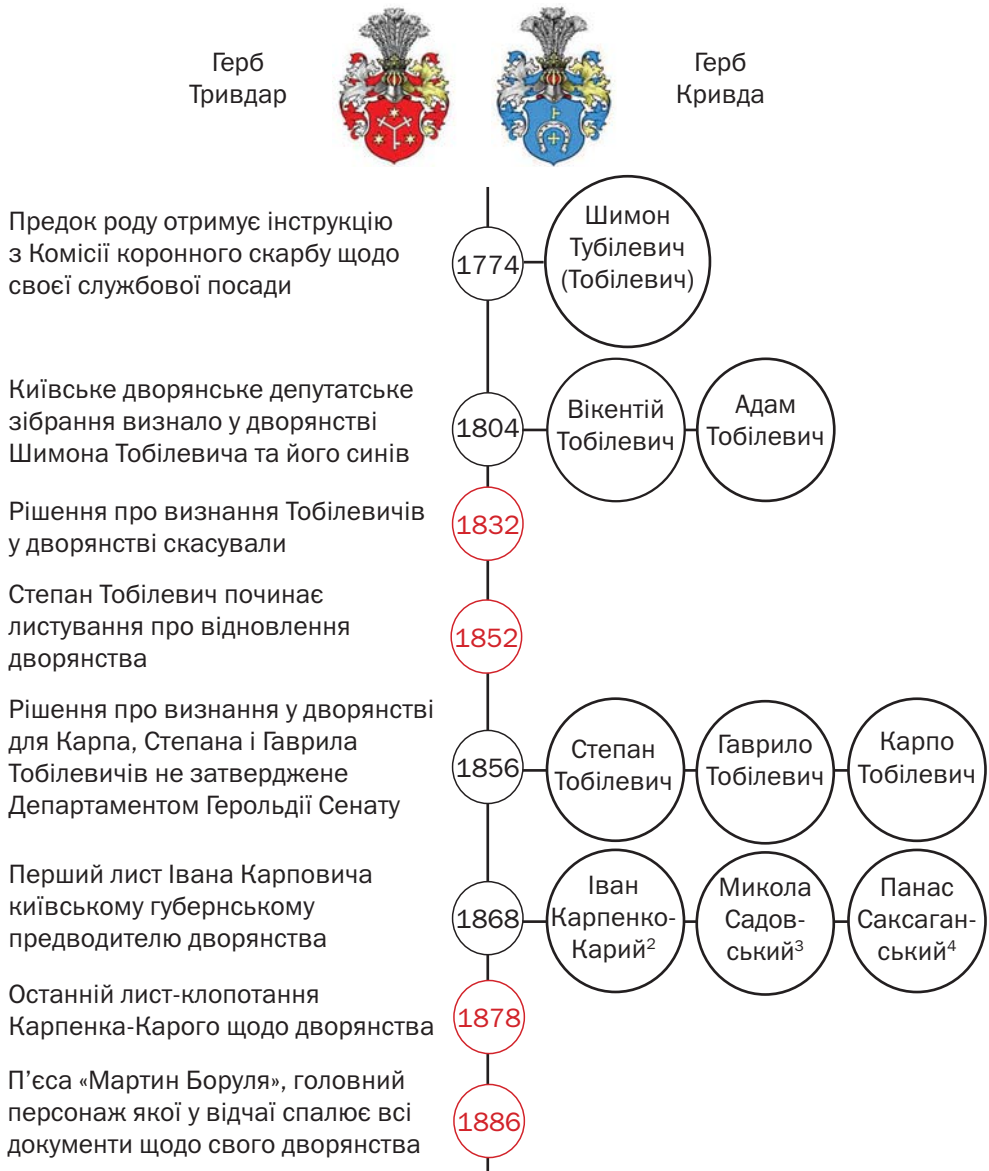 Герб
Тривдар
Герб
Кривда
Предок роду отримує інструкцію
з Комісії коронного скарбу щодо
своєї службової посади
1774
Шимон
Тубілевич
(Тобілевич)
Київське дворянське депутатське
зібрання визнало у дворянстві
Шимона Тобілевича та його синів
1804
Вікентій
Тобілевич
Адам
Тобілевич
Рішення про визнання Тобілевичів
у дворянстві скасували
1832
Степан Тобілевич починає
листування про відновлення
дворянства
1852
Рішення про визнання у дворянстві
для Карпа, Степана і Гаврила
Тобілевичів не затверджене
Департаментом Герольдії Сенату
1856
Степан
Тобілевич
Гаврило
Тобілевич
Карпо
Тобілевич
Перший лист Івана Карповича
київському губернському
предводителю дворянства
1868
Іван
Карпенко-
Карий²
Микола
Садов-
ський³
Панас
Саксаган-
ський⁴
Останній лист-клопотання
Карпенка-Карого щодо дворянства
1878
П’єса «Мартин Боруля», головний
персонаж якої у відчаї спалює всі
документи щодо свого дворянства
1886